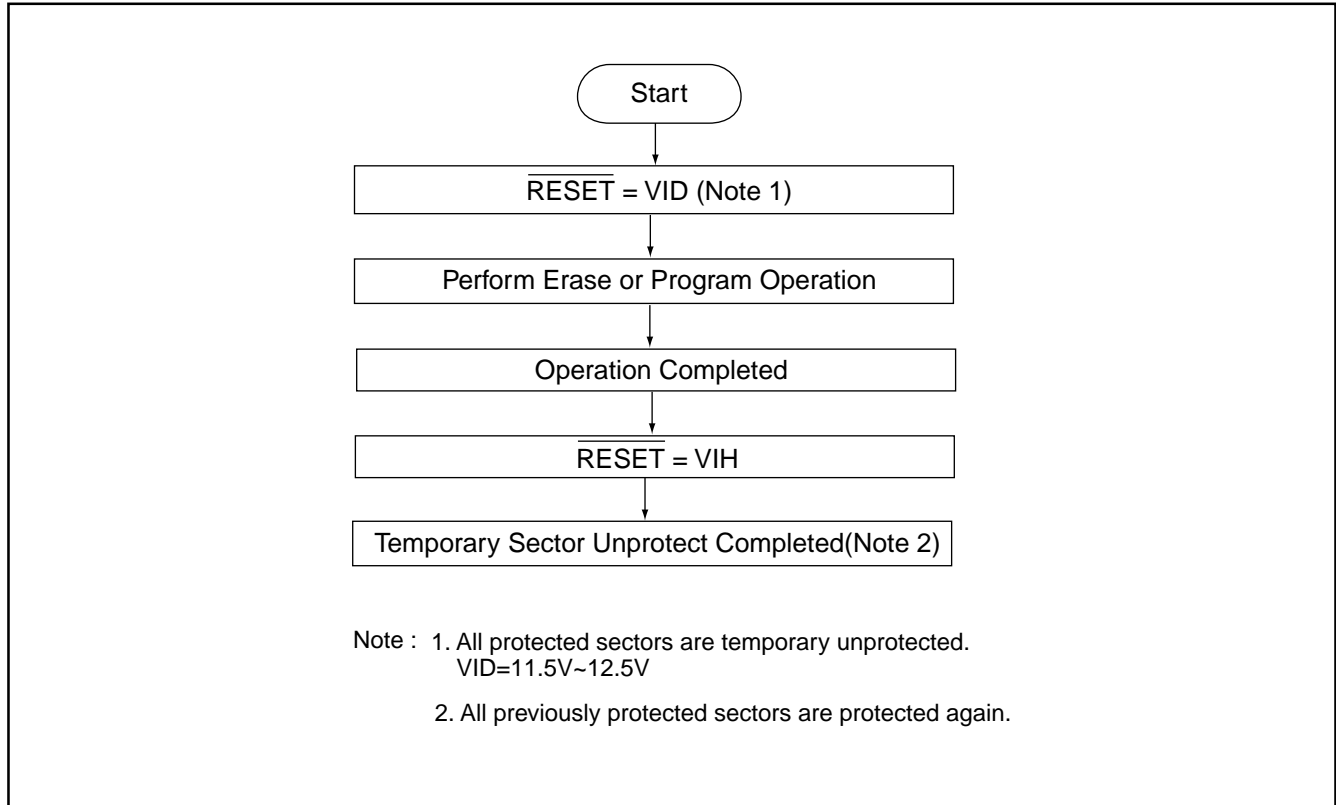 Start
RESET = VID (Note 1)
Perform Erase or Program Operation
Operation Completed
RESET = VIH
Temporary Sector Unprotect Completed(Note 2)
Note : 1. All protected sectors are temporary unprotected.
VID=11.5V~12.5V
2. All previously protected sectors are protected again.